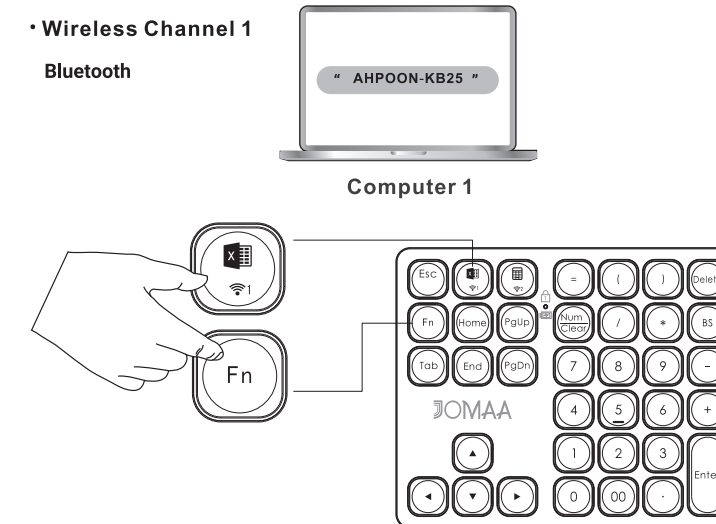 · Wireless Channel 1
Bluetooth
" AHPOON-KB25 "
Computer 1
1
Fn
Esc 1 2 = ( ) Delet
Fn Home PgUp Num Clear / * BS
Tab End PgDn 7 8 9 -
JOMAA 4 5 6 +
1 2 3 Ente
0 00 .